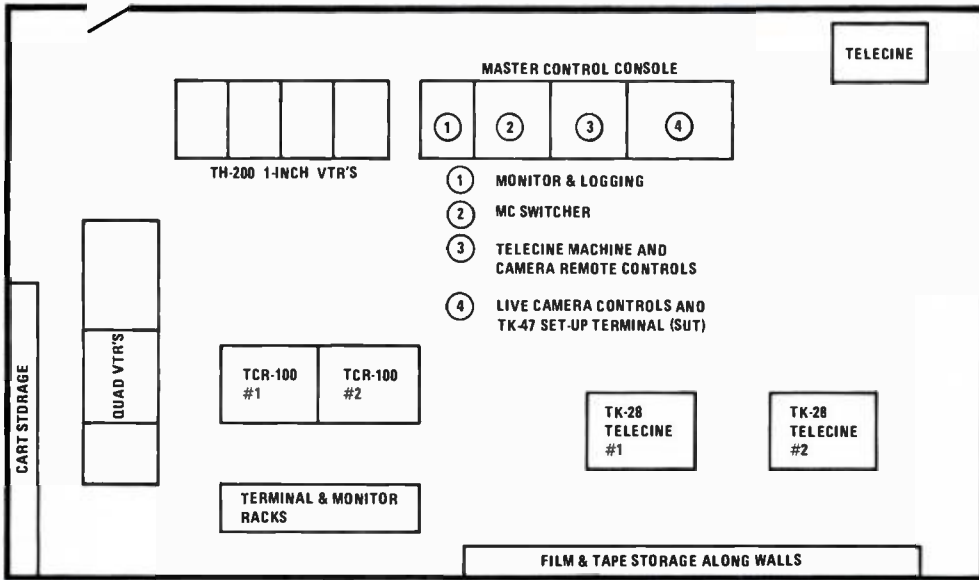 TELECINE
MASTER CONTROL CONSOLE
1
2
3
4
TH-200 1-INCH VTR'S
1 MONITOR & LOGGING
2 MC SWITCHER
3 TELECINE MACHINE AND
CAMERA REMOTE CONTROLS
4 LIVE CAMERA CONTROLS AND
TK-47 SET-UP TERMINAL (SUT)
QUAD VTR'S
CART STORAGE
TCR-100
#1
TCR-100
#2
TK-28
TELECINE
#1
TK-28
TELECINE
#2
TERMINAL & MONITOR
RACKS
FILM & TAPE STORAGE ALONG WALLS